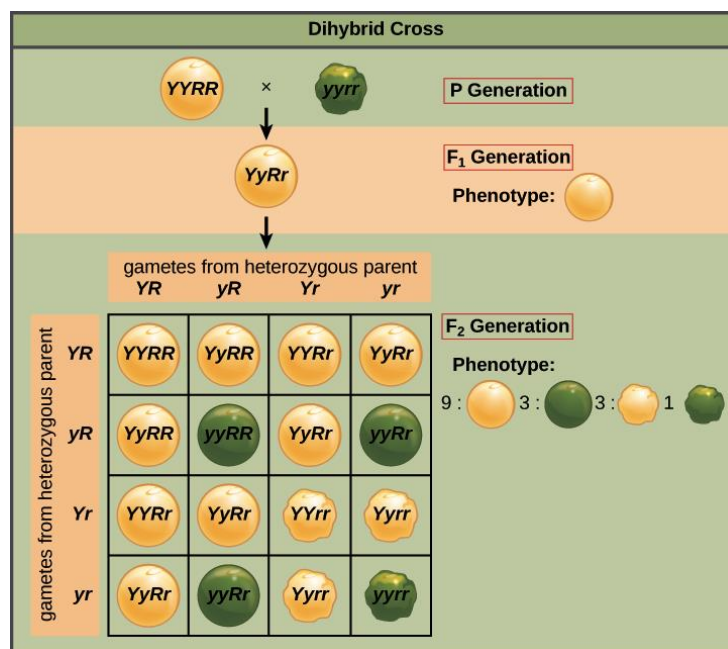 Dihybrid Cross
YYRR × yyrr P Generation
YyRr F₁ Generation
Phenotype:
gametes from heterozygous parent
YR yR Yr yr
gametes from heterozygous parent
YR YYRR YyRR YYRr YyRr
yR YyRR yyRR YyRr yyRr
Yr YYRr YyRr YYrr Yyrr
yr YyRr yyRr Yyrr yyrr
F₂ Generation
Phenotype:
9 : 3 : 3 : 1